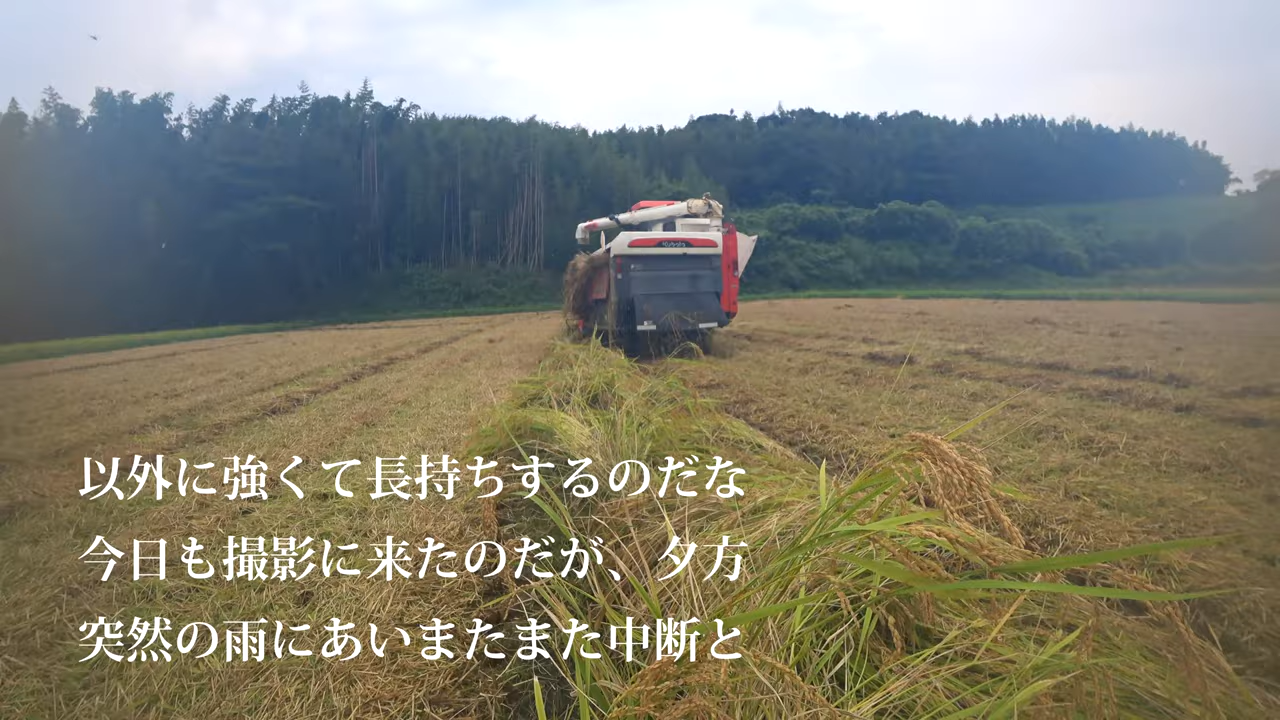 Kubota
以外に強くて長持ちするのだな
今日も撮影に来たのだが、夕方
突然の雨にあいまたまた中断と